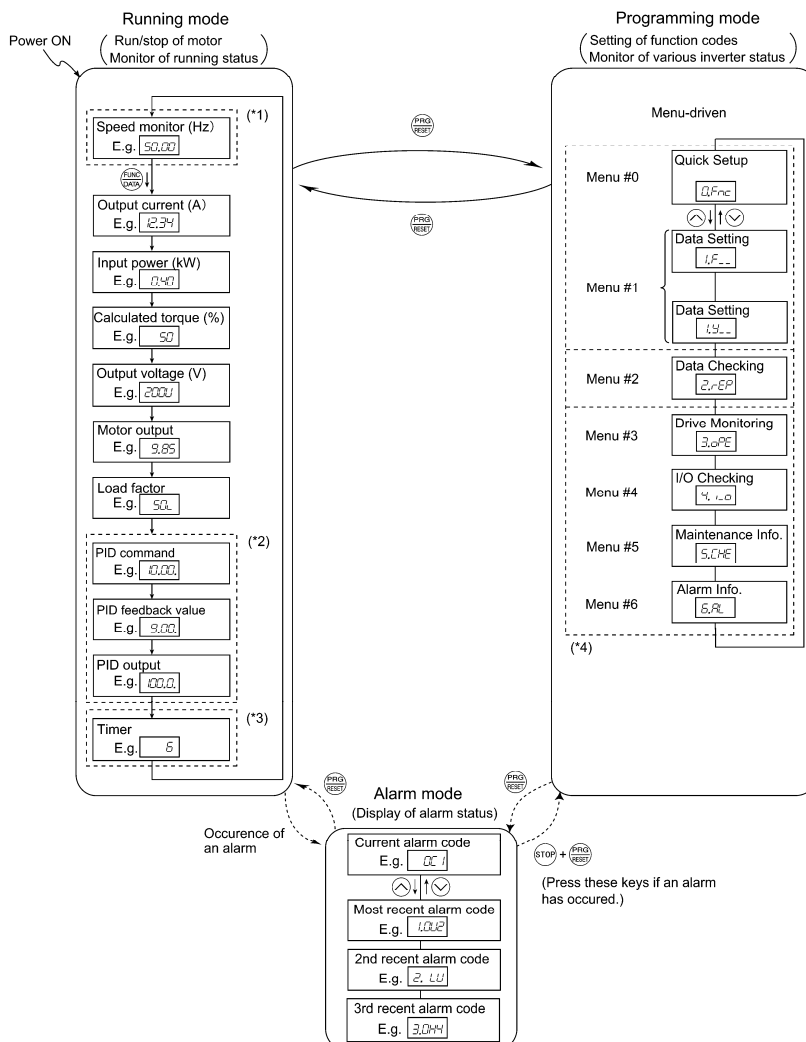 Running mode
Run/stop of motor
Monitor of running status
Power ON
(*1)
Speed monitor (Hz)
E.g. 50.00
FUNC
DATA
Output current (A)
E.g. 12.34
Input power (kW)
E.g. 0.40
Calculated torque (%)
E.g. 50
Output voltage (V)
E.g. 200U
Motor output
E.g. 9.85
Load factor
E.g. 50L
(*2)
PID command
E.g. 10.00.
PID feedback value
E.g. 9.00.
PID output
E.g. 100.0.
(*3)
Timer
E.g. 6
PRG
RESET
PRG
RESET
Programming mode
Setting of function codes
Monitor of various inverter status
Menu-driven
Menu #0
Quick Setup
0.Fnc
Menu #1
Data Setting
1.F__
Data Setting
1.y__
Menu #2
Data Checking
2.rEP
Menu #3
Drive Monitoring
3.oPE
Menu #4
I/O Checking
4.i_o
Menu #5
Maintenance Info.
5.CHE
Menu #6
Alarm Info.
6.AL
(*4)
PRG
RESET
Occurence of
an alarm
Alarm mode
(Display of alarm status)
PRG
RESET
STOP + PRG
RESET
(Press these keys if an alarm
has occured.)
Current alarm code
E.g. 0C1
Most recent alarm code
E.g. 1.0U2
2nd recent alarm code
E.g. 2. LU
3rd recent alarm code
E.g. 3.0H4